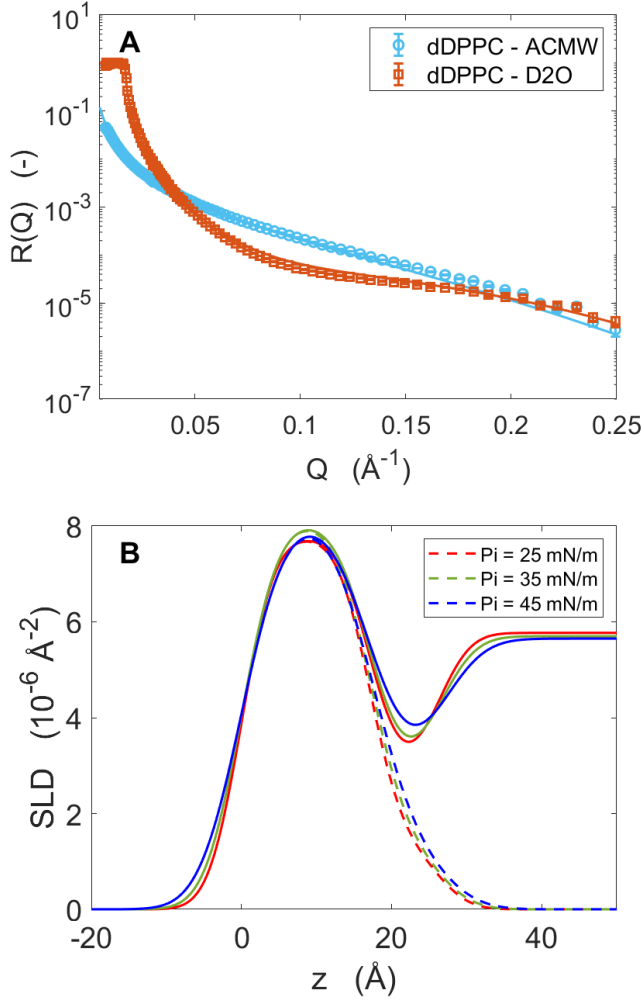 A
dDPPC - ACMW
dDPPC - D2O
R(Q) (-)
10^1
10^-1
10^-3
10^-5
10^-7
0.05
0.1
0.15
0.2
0.25
Q (Å^-1)
B
Pi = 25 mN/m
Pi = 35 mN/m
Pi = 45 mN/m
SLD (10^-6 Å^-2)
8
6
4
2
0
-20
0
20
40
z (Å)